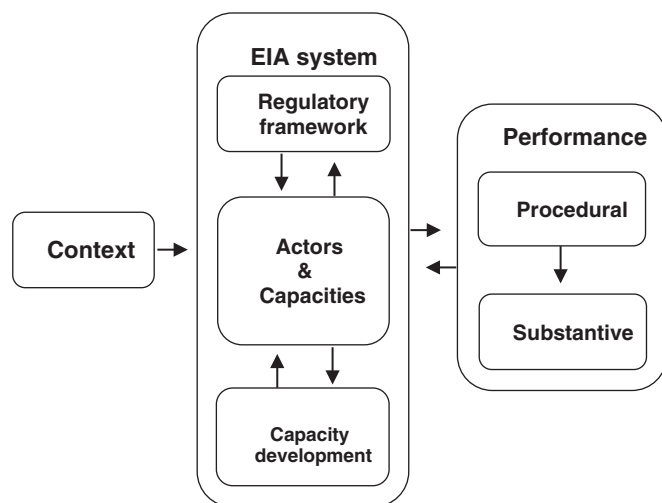 EIA system
Regulatory
framework
Performance
Procedural
Context
Actors
&
Capacities
Substantive
Capacity
development